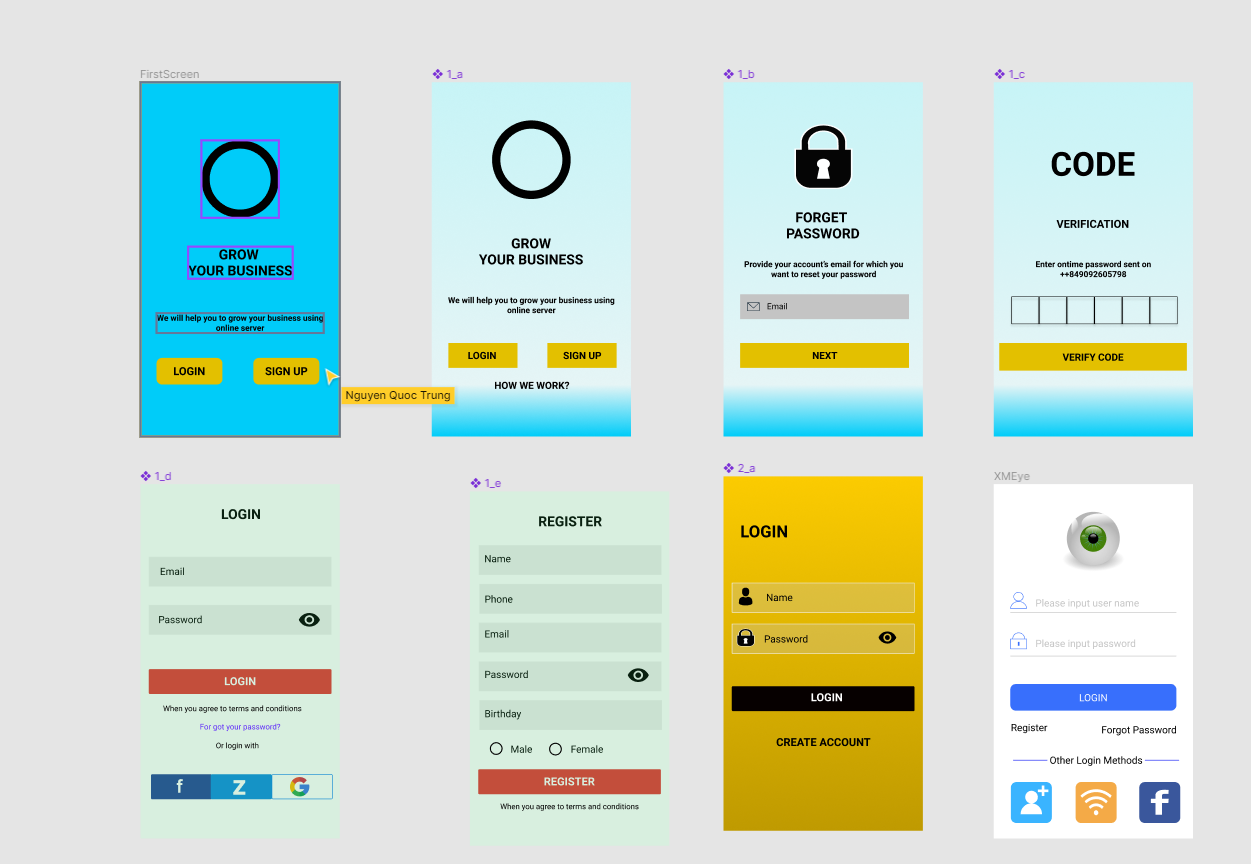 FirstScreen
GROW
YOUR BUSINESS
We will help you to grow your business using
online server
LOGIN
SIGN UP
Nguyen Quoc Trung
1_a
GROW
YOUR BUSINESS
We will help you to grow your business using
online server
LOGIN
SIGN UP
HOW WE WORK?
1_b
FORGET
PASSWORD
Provide your account's email for which you
want to reset your password
Email
NEXT
1_c
CODE
VERIFICATION
Enter ontime password sent on
++849092605798
VERIFY CODE
1_d
LOGIN
Email
Password
LOGIN
When you agree to terms and conditions
For got your password?
Or login with
f
Z
G
1_e
REGISTER
Name
Phone
Email
Password
Birthday
Male
Female
REGISTER
When you agree to terms and conditions
2_a
LOGIN
Name
Password
LOGIN
CREATE ACCOUNT
XMEye
Please input user name
Please input password
LOGIN
Register
Forgot Password
Other Login Methods
f